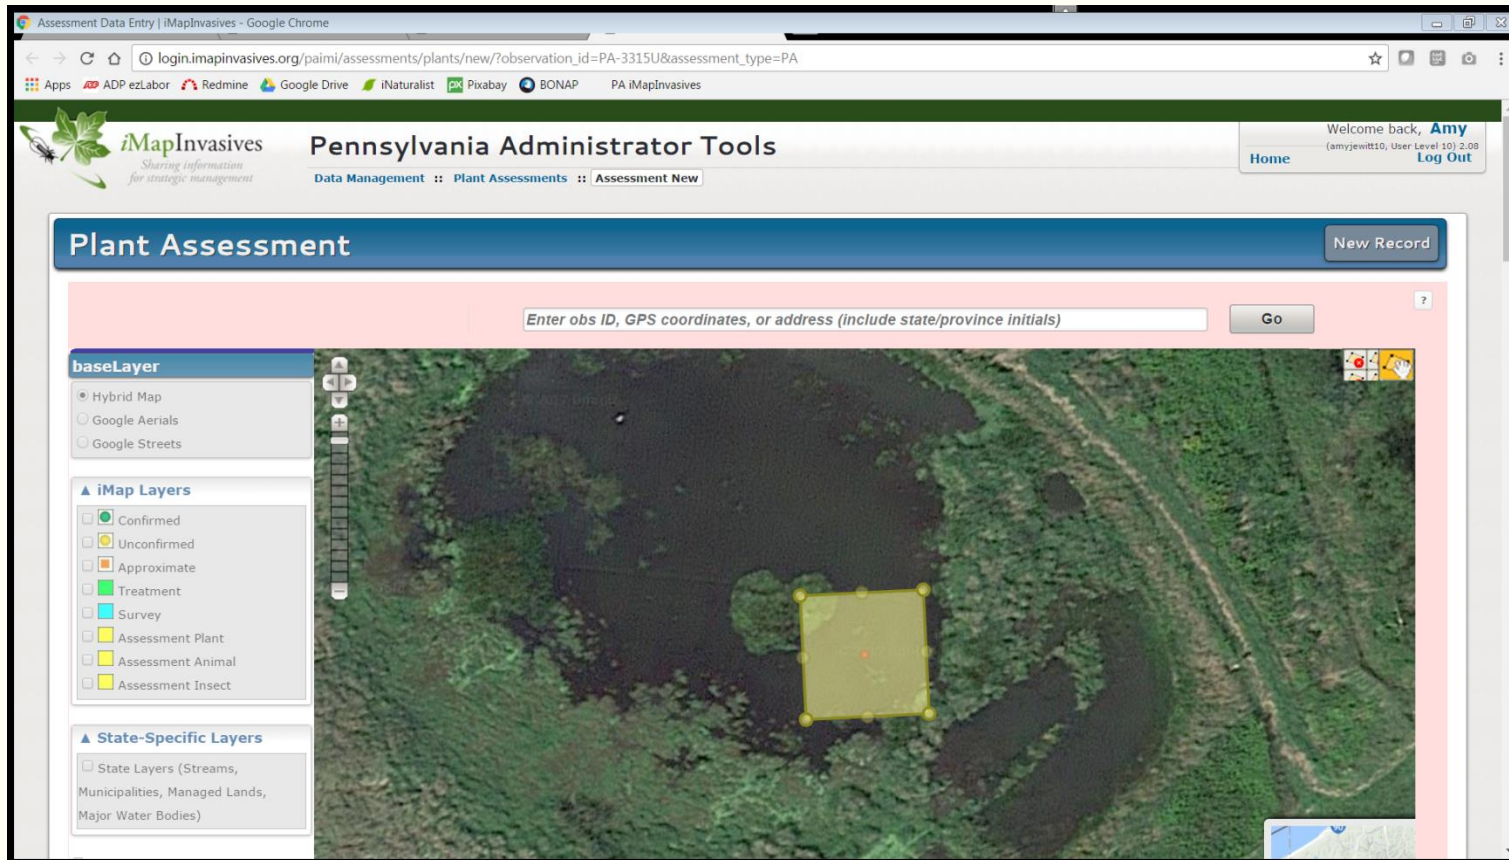 Assessment Data Entry | iMapInvasives - Google Chrome
login.imapinvasives.org/paimi/assessments/plants/new/?observation_id=PA-3315U&assessment_type=PA
Apps ADP ezLabor Redmine Google Drive iNaturalist px Pixabay BONAP PA iMapInvasives
iMapInvasives
Sharing information
for strategic management
Pennsylvania Administrator Tools
Data Management :: Plant Assessments :: Assessment New
Welcome back, Amy
(amyjewitt10, User Level 10) 2.08
Home Log Out
Plant Assessment
New Record
?
Enter obs ID, GPS coordinates, or address (include state/province initials)
Go
baseLayer
Hybrid Map
Google Aerials
Google Streets
▲ iMap Layers
Confirmed
Unconfirmed
Approximate
Treatment
Survey
Assessment Plant
Assessment Animal
Assessment Insect
▲ State-Specific Layers
State Layers (Streams,
Municipalities, Managed Lands,
Major Water Bodies)